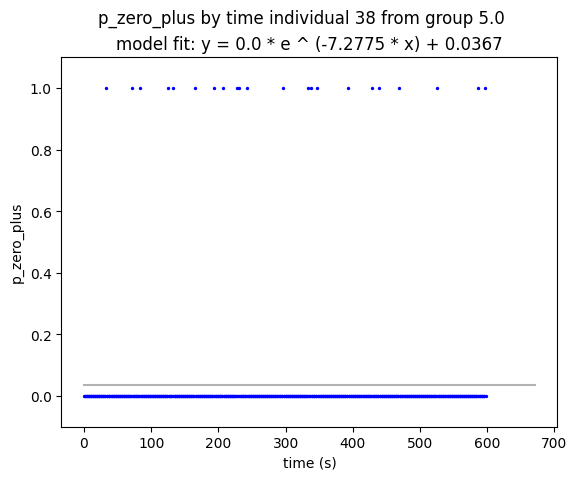 p_zero_plus by time individual 38 from group 5.0
model fit: y = 0.0 * e ^ (-7.2775 * x) + 0.0367
1.0
0.8
0.6
0.4
0.2
0.0
p_zero_plus
0 100 200 300 400 500 600 700
time (s)